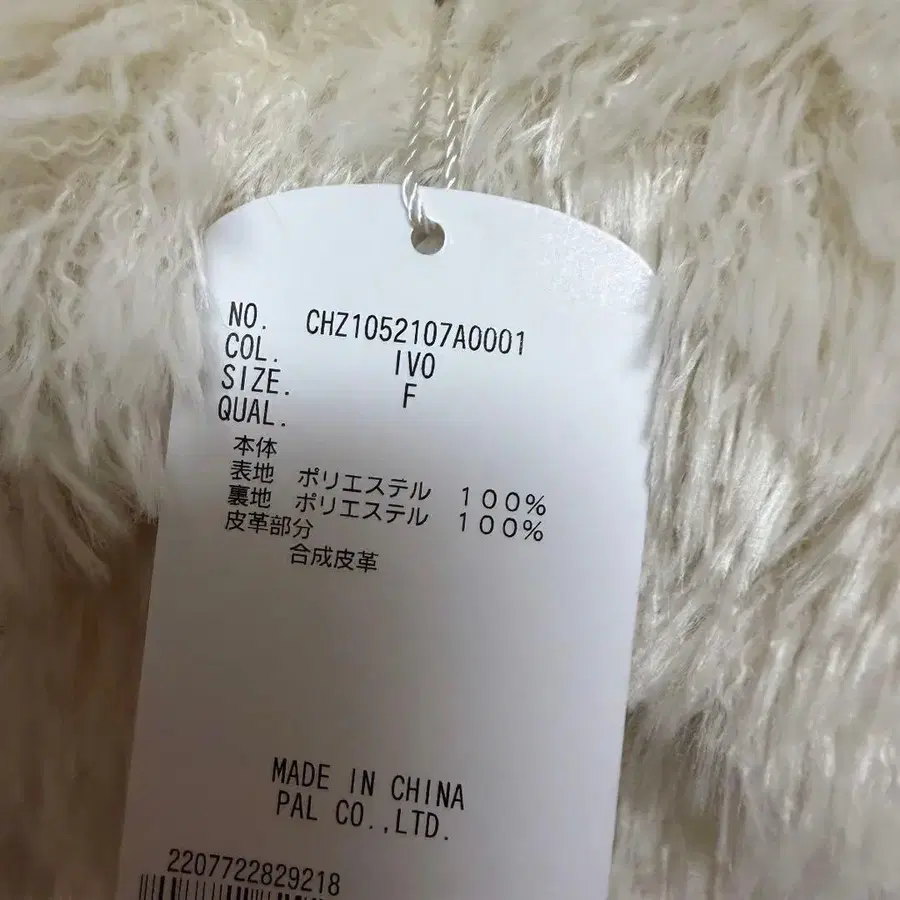 NO. CHZ1052107A0001
COL. IVO
SIZE. F
QUAL.
本体
表地 ポリエステル 100%
裏地 ポリエステル 100%
皮革部分
合成皮革
MADE IN CHINA
PAL CO.,LTD.
2207722829218